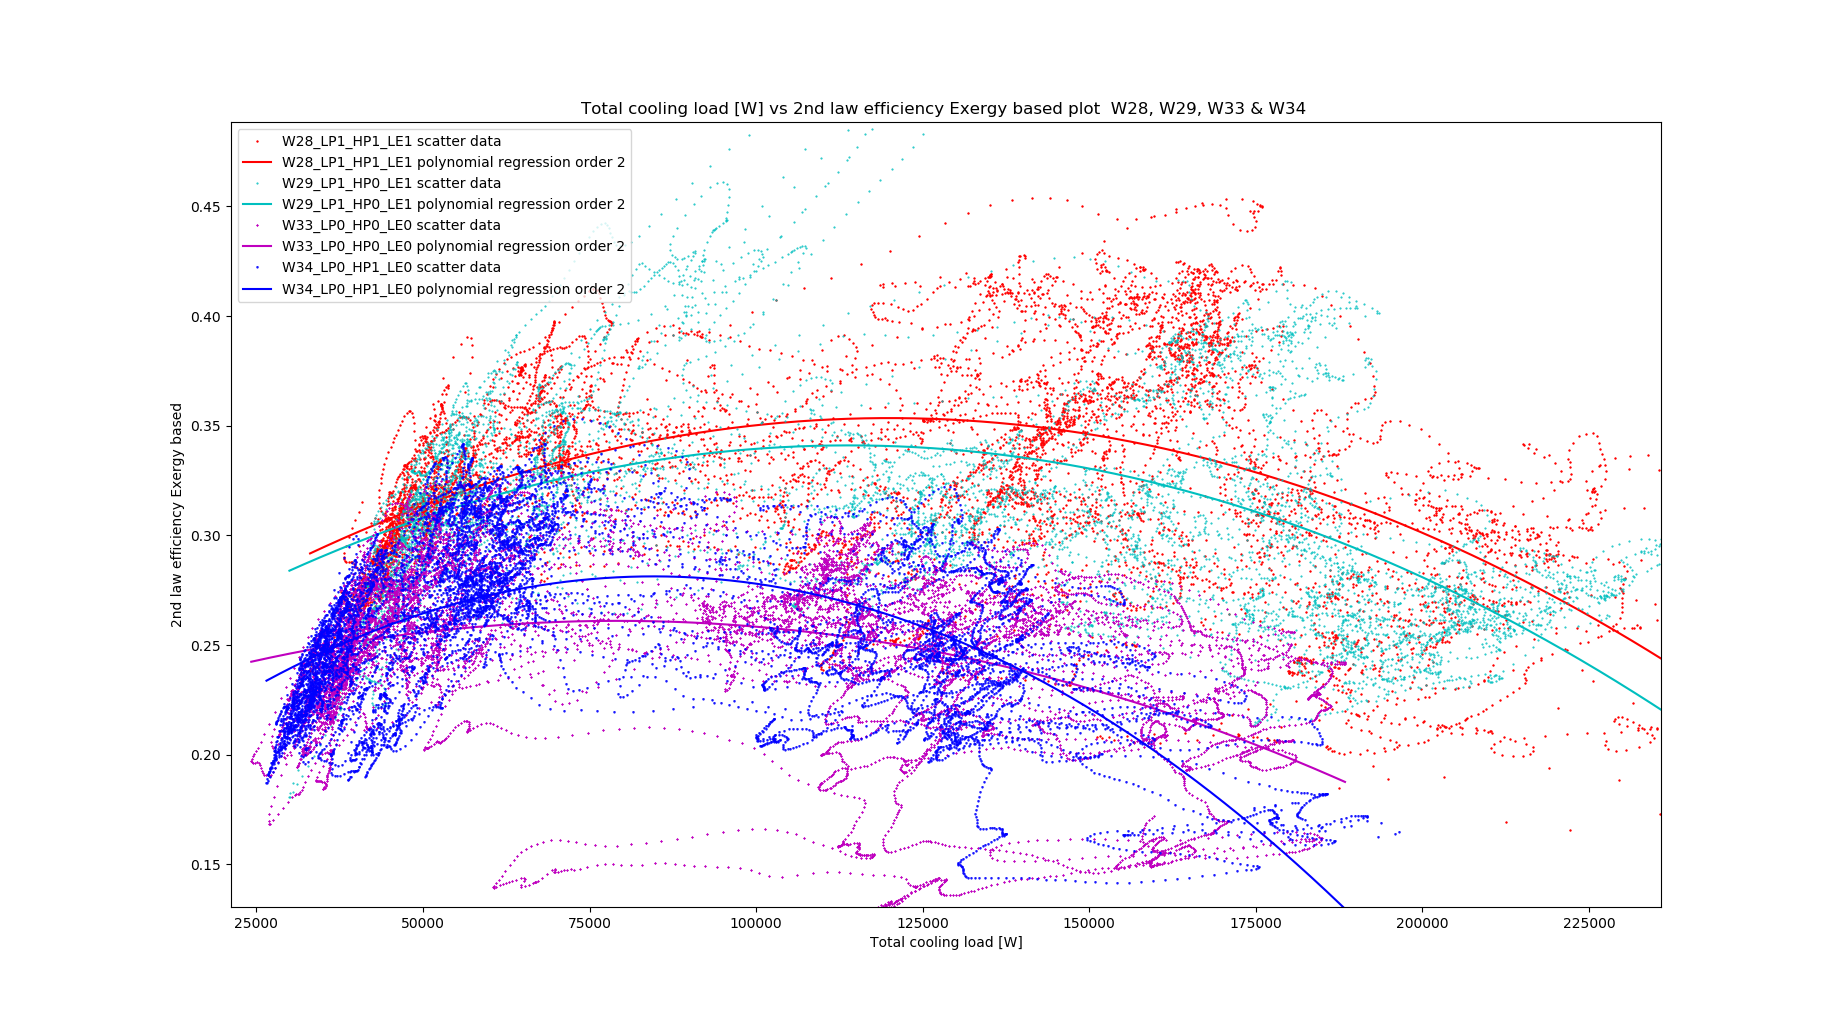 Total cooling load [W] vs 2nd law efficiency Exergy based plot  W28, W29, W33 & W34
W28_LP1_HP1_LE1 scatter data
W28_LP1_HP1_LE1 polynomial regression order 2
W29_LP1_HP0_LE1 scatter data
W29_LP1_HP0_LE1 polynomial regression order 2
W33_LP0_HP0_LE0 scatter data
W33_LP0_HP0_LE0 polynomial regression order 2
W34_LP0_HP1_LE0 scatter data
W34_LP0_HP1_LE0 polynomial regression order 2
2nd law efficiency Exergy based
0.45
0.40
0.35
0.30
0.25
0.20
0.15
25000 50000 75000 100000 125000 150000 175000 200000 225000
Total cooling load [W]